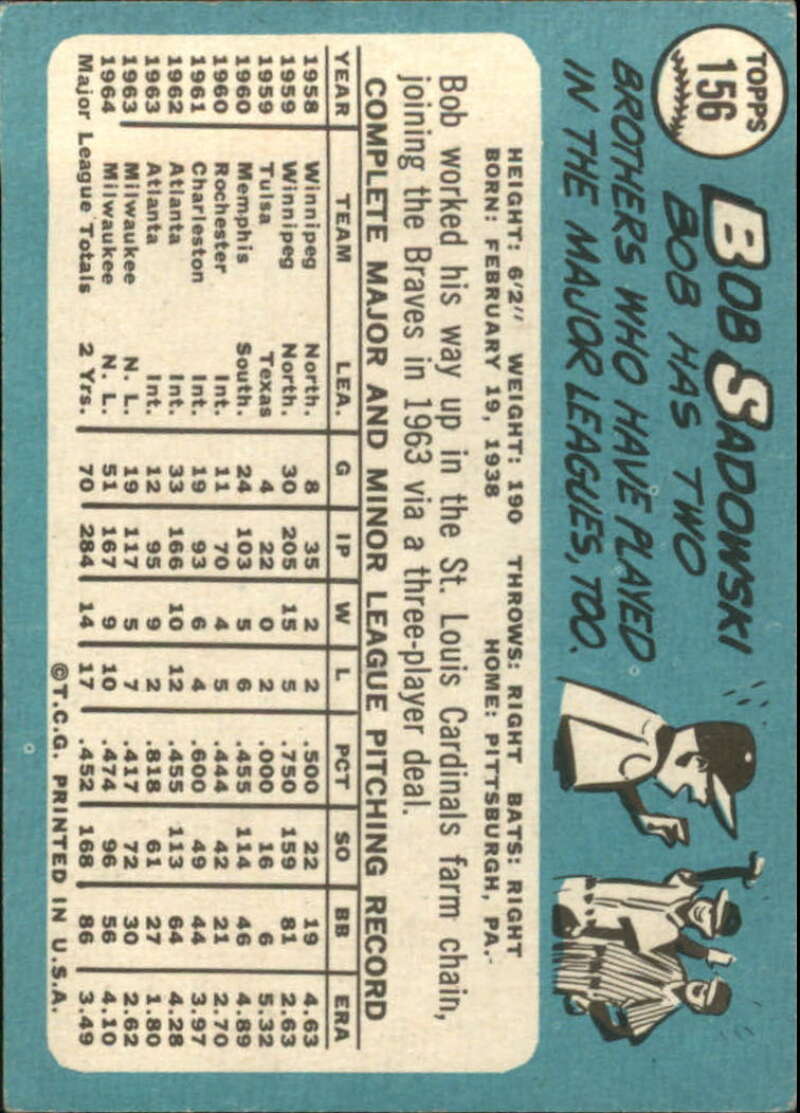 TOPPS
156
BOB SADOWSKI
BOB HAS TWO
BROTHERS WHO HAVE PLAYED
IN THE MAJOR LEAGUES, TOO.
HEIGHT: 6'2" WEIGHT: 190 THROWS: RIGHT BATS: RIGHT
BORN: FEBRUARY 19, 1938 HOME: PITTSBURGH, PA.
Bob worked his way up in the St. Louis Cardinals farm chain,
joining the Braves in 1963 via a three-player deal.
COMPLETE MAJOR AND MINOR LEAGUE PITCHING RECORD
YEAR TEAM LEA. G IP W L PCT SO BB ERA
1958 Winnipeg North. 8 35 2 2 .500 22 19 4.63
1959 Winnipeg North. 30 205 15 5 .750 159 81 2.63
1959 Tulsa Texas 4 22 0 2 .000 16 6 5.32
1960 Memphis South. 24 103 5 6 .455 114 46 4.89
1960 Rochester Int. 11 70 4 5 .444 42 21 2.70
1961 Charleston Int. 19 93 6 4 .600 49 44 3.97
1962 Atlanta Int. 33 166 10 12 .455 113 64 4.28
1963 Atlanta Int. 12 95 9 2 .818 61 27 1.80
1963 Milwaukee N. L. 19 117 5 7 .417 72 30 2.62
1964 Milwaukee N. L. 51 167 9 10 .474 96 56 4.10
Major League Totals 2 Yrs. 70 284 14 17 .452 168 86 3.49
©T.C.G. PRINTED IN U.S.A.